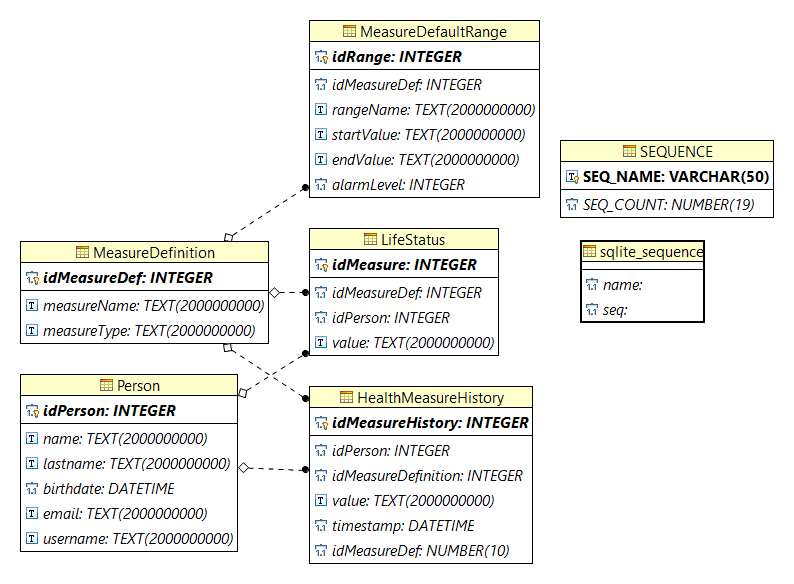 MeasureDefaultRange
idRange: INTEGER
idMeasureDef: INTEGER
rangeName: TEXT(2000000000)
startValue: TEXT(2000000000)
endValue: TEXT(2000000000)
alarmLevel: INTEGER
SEQUENCE
SEQ_NAME: VARCHAR(50)
SEQ_COUNT: NUMBER(19)
MeasureDefinition
idMeasureDef: INTEGER
measureName: TEXT(2000000000)
measureType: TEXT(2000000000)
LifeStatus
idMeasure: INTEGER
idMeasureDef: INTEGER
idPerson: INTEGER
value: TEXT(2000000000)
sqlite_sequence
name:
seq:
Person
idPerson: INTEGER
name: TEXT(2000000000)
lastname: TEXT(2000000000)
birthdate: DATETIME
email: TEXT(2000000000)
username: TEXT(2000000000)
HealthMeasureHistory
idMeasureHistory: INTEGER
idPerson: INTEGER
idMeasureDefinition: INTEGER
value: TEXT(2000000000)
timestamp: DATETIME
idMeasureDef: NUMBER(10)